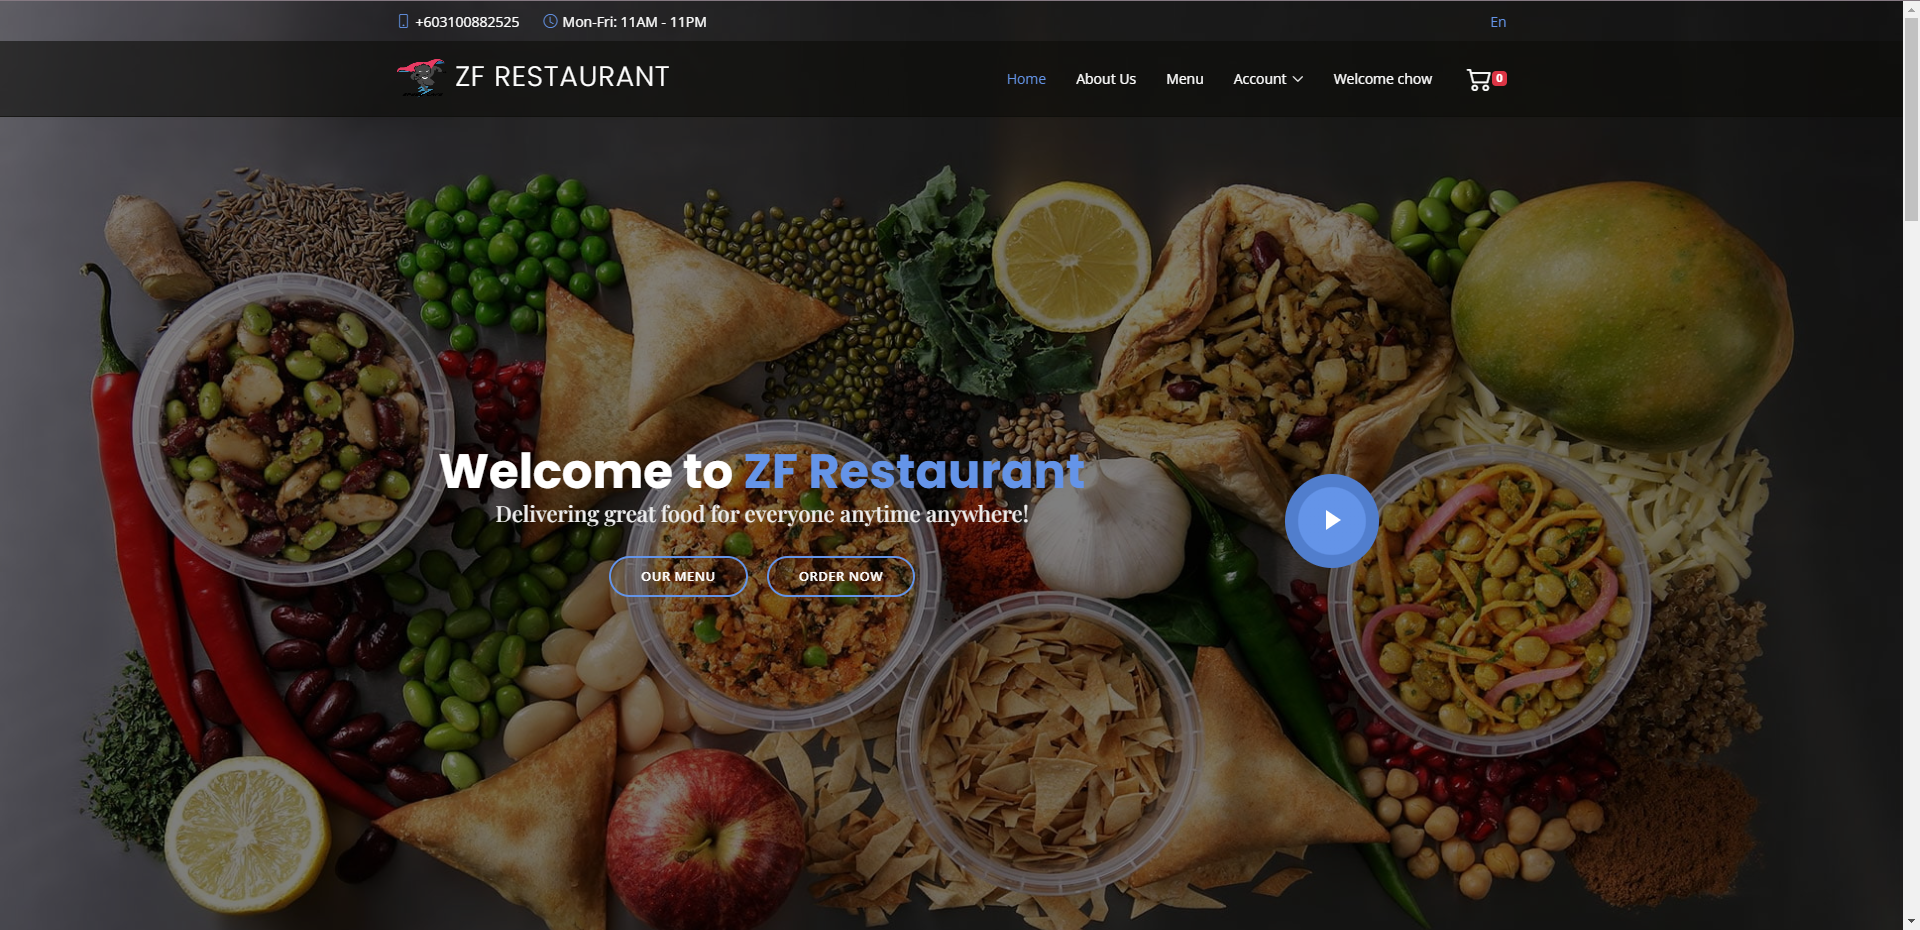 +603100882525 Mon-Fri: 11AM - 11PM En
ZF RESTAURANT Home About Us Menu Account Welcome chow 0
Welcome to ZF Restaurant
Delivering great food for everyone anytime anywhere!
OUR MENU ORDER NOW